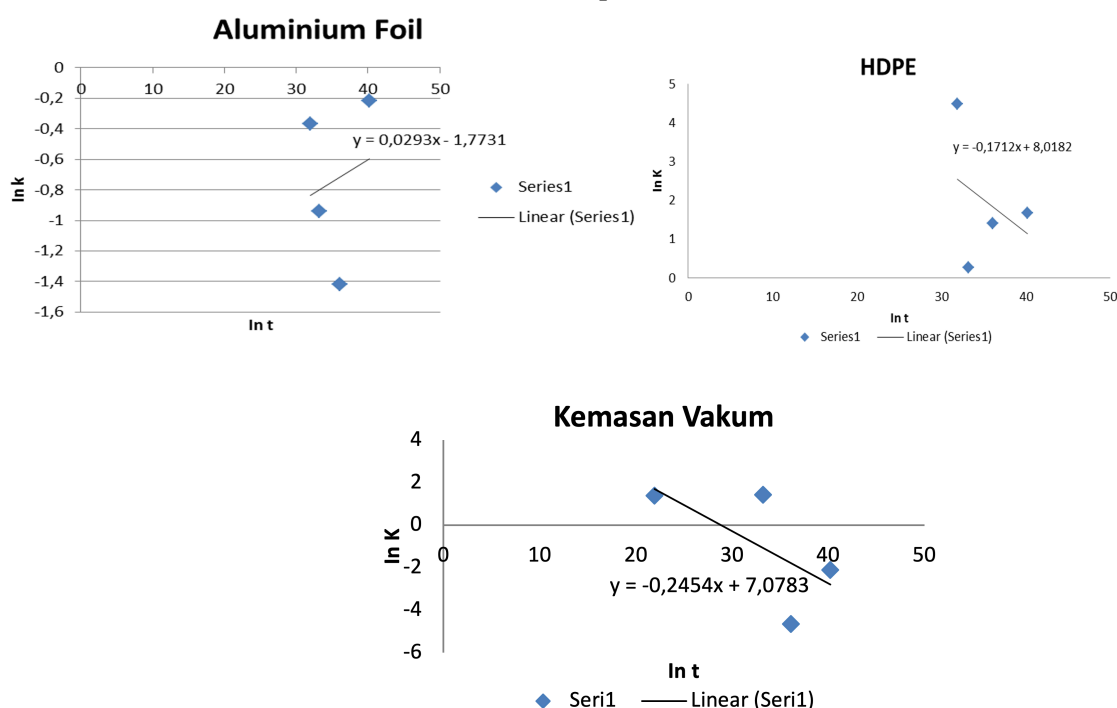 Aluminium Foil
0
0 10 20 30 40 50
-0,2
-0,4
-0,6
-0,8
-1
-1,2
-1,4
-1,6
y = 0,0293x - 1,7731
ln k
ln t
Series1
Linear (Series1)
HDPE
5
4
3
2
1
0
0 10 20 30 40 50
y = -0,1712x + 8,0182
ln K
ln t
Series1 Linear (Series1)
Kemasan Vakum
4
2
0
-2
-4
-6
0 10 20 30 40 50
y = -0,2454x + 7,0783
ln K
ln t
Seri1 Linear (Seri1)